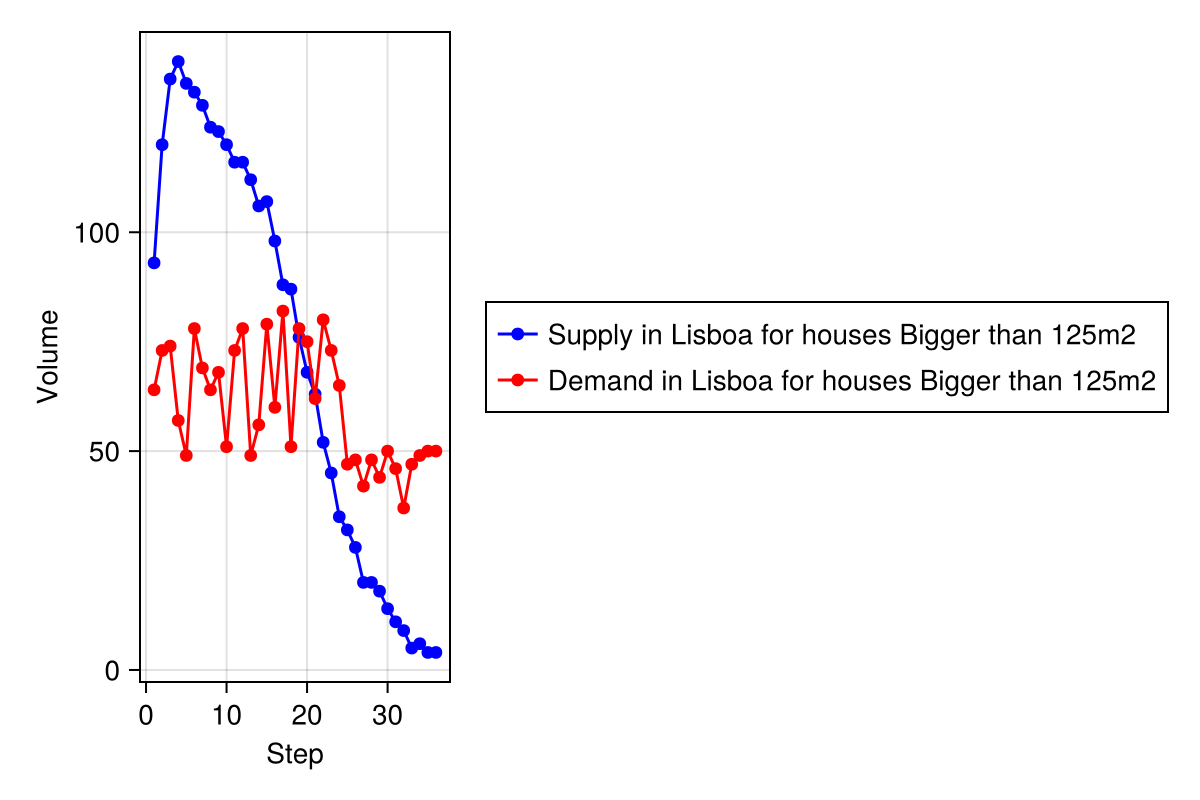 Volume
100
50
0
0 10 20 30
Step
Supply in Lisboa for houses Bigger than 125m2
Demand in Lisboa for houses Bigger than 125m2